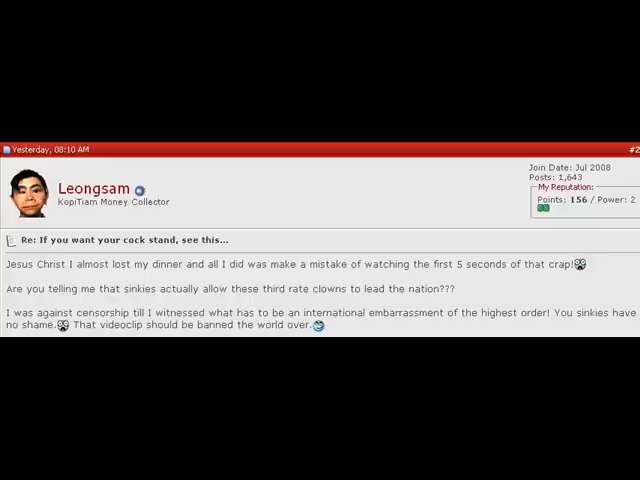 Yesterday, 08:10 AM
Leongsam
KopiTiam Money Collector
Join Date: Jul 2008
Posts: 1,643
My Reputation:
Points: 156 / Power: 2
Re: If you want your cock stand, see this...
Jesus Christ I almost lost my dinner and all I did was make a mistake of watching the first 5 seconds of that crap!
Are you telling me that sinkies actually allow these third rate clowns to lead the nation???
I was against censorship till I witnessed what has to be an international embarrassment of the highest order! You sinkies have
no shame. That videoclip should be banned the world over.